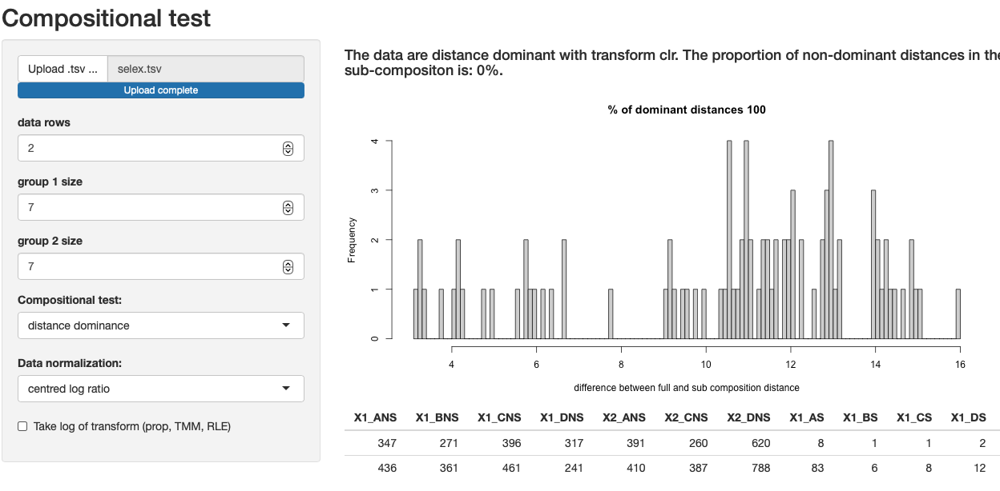 Compositional test
Upload .tsv ... selex.tsv
Upload complete
data rows
2
group 1 size
7
group 2 size
7
Compositional test:
distance dominance
Data normalization:
centred log ratio
Take log of transform (prop, TMM, RLE)
The data are distance dominant with transform clr. The proportion of non-dominant distances in the
sub-compositon is: 0%.
% of dominant distances 100
Frequency
4
3
2
1
0
4 6 8 10 12 14 16
difference between full and sub composition distance
X1_ANS X1_BNS X1_CNS X1_DNS X2_ANS X2_CNS X2_DNS X1_AS X1_BS X1_CS X1_DS
347 271 396 317 391 260 620 8 1 1 2
436 361 461 241 410 387 788 83 6 8 12